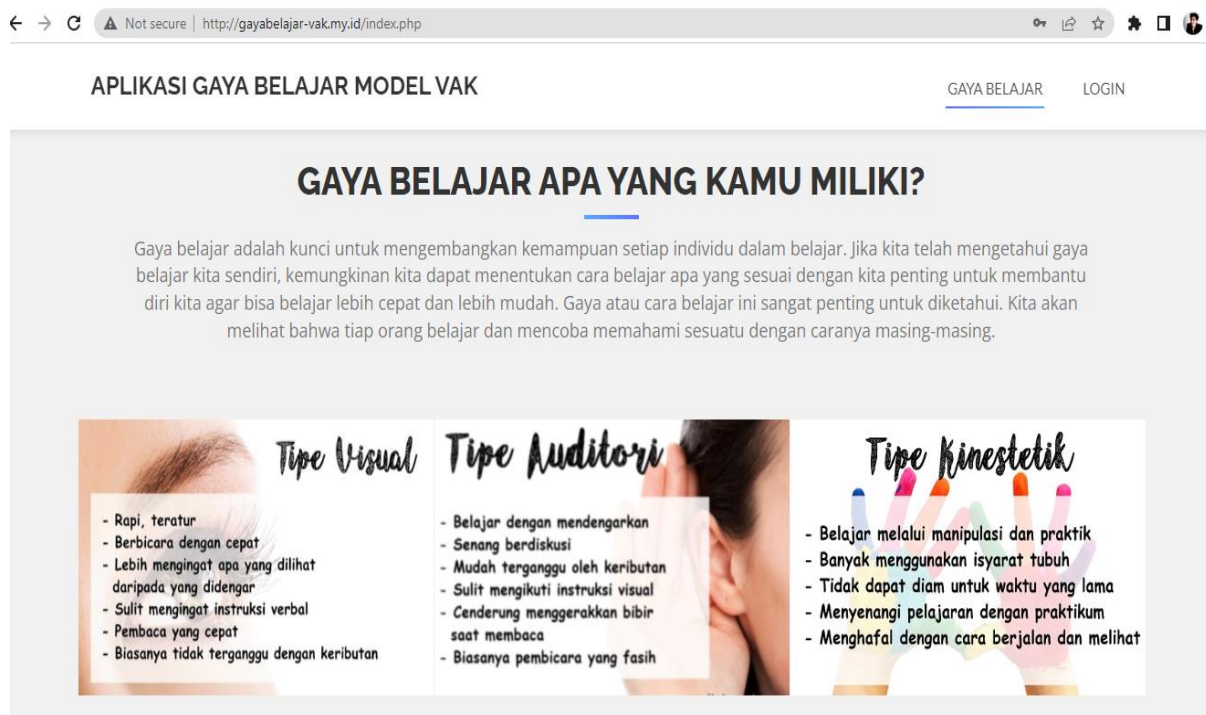 Not secure | http://gayabelajar-vak.my.id/index.php
APLIKASI GAYA BELAJAR MODEL VAK
GAYA BELAJAR
LOGIN
GAYA BELAJAR APA YANG KAMU MILIKI?
Gaya belajar adalah kunci untuk mengembangkan kemampuan setiap individu dalam belajar. Jika kita telah mengetahui gaya
belajar kita sendiri, kemungkinan kita dapat menentukan cara belajar apa yang sesuai dengan kita penting untuk membantu
diri kita agar bisa belajar lebih cepat dan lebih mudah. Gaya atau cara belajar ini sangat penting untuk diketahui. Kita akan
melihat bahwa tiap orang belajar dan mencoba memahami sesuatu dengan caranya masing-masing.
Tipe Visual
- Rapi, teratur
- Berbicara dengan cepat
- Lebih mengingat apa yang dilihat
daripada yang didengar
- Sulit mengingat instruksi verbal
- Pembaca yang cepat
- Biasanya tidak terganggu dengan keributan
Tipe Auditori
- Belajar dengan mendengarkan
- Senang berdiskusi
- Mudah terganggu oleh keributan
- Sulit mengikuti instruksi visual
- Cenderung menggerakkan bibir
saat membaca
- Biasanya pembicara yang fasih
Tipe Kinestetik
- Belajar melalui manipulasi dan praktik
- Banyak menggunakan isyarat tubuh
- Tidak dapat diam untuk waktu yang lama
- Menyenangi pelajaran dengan praktikum
- Menghafal dengan cara berjalan dan melihat